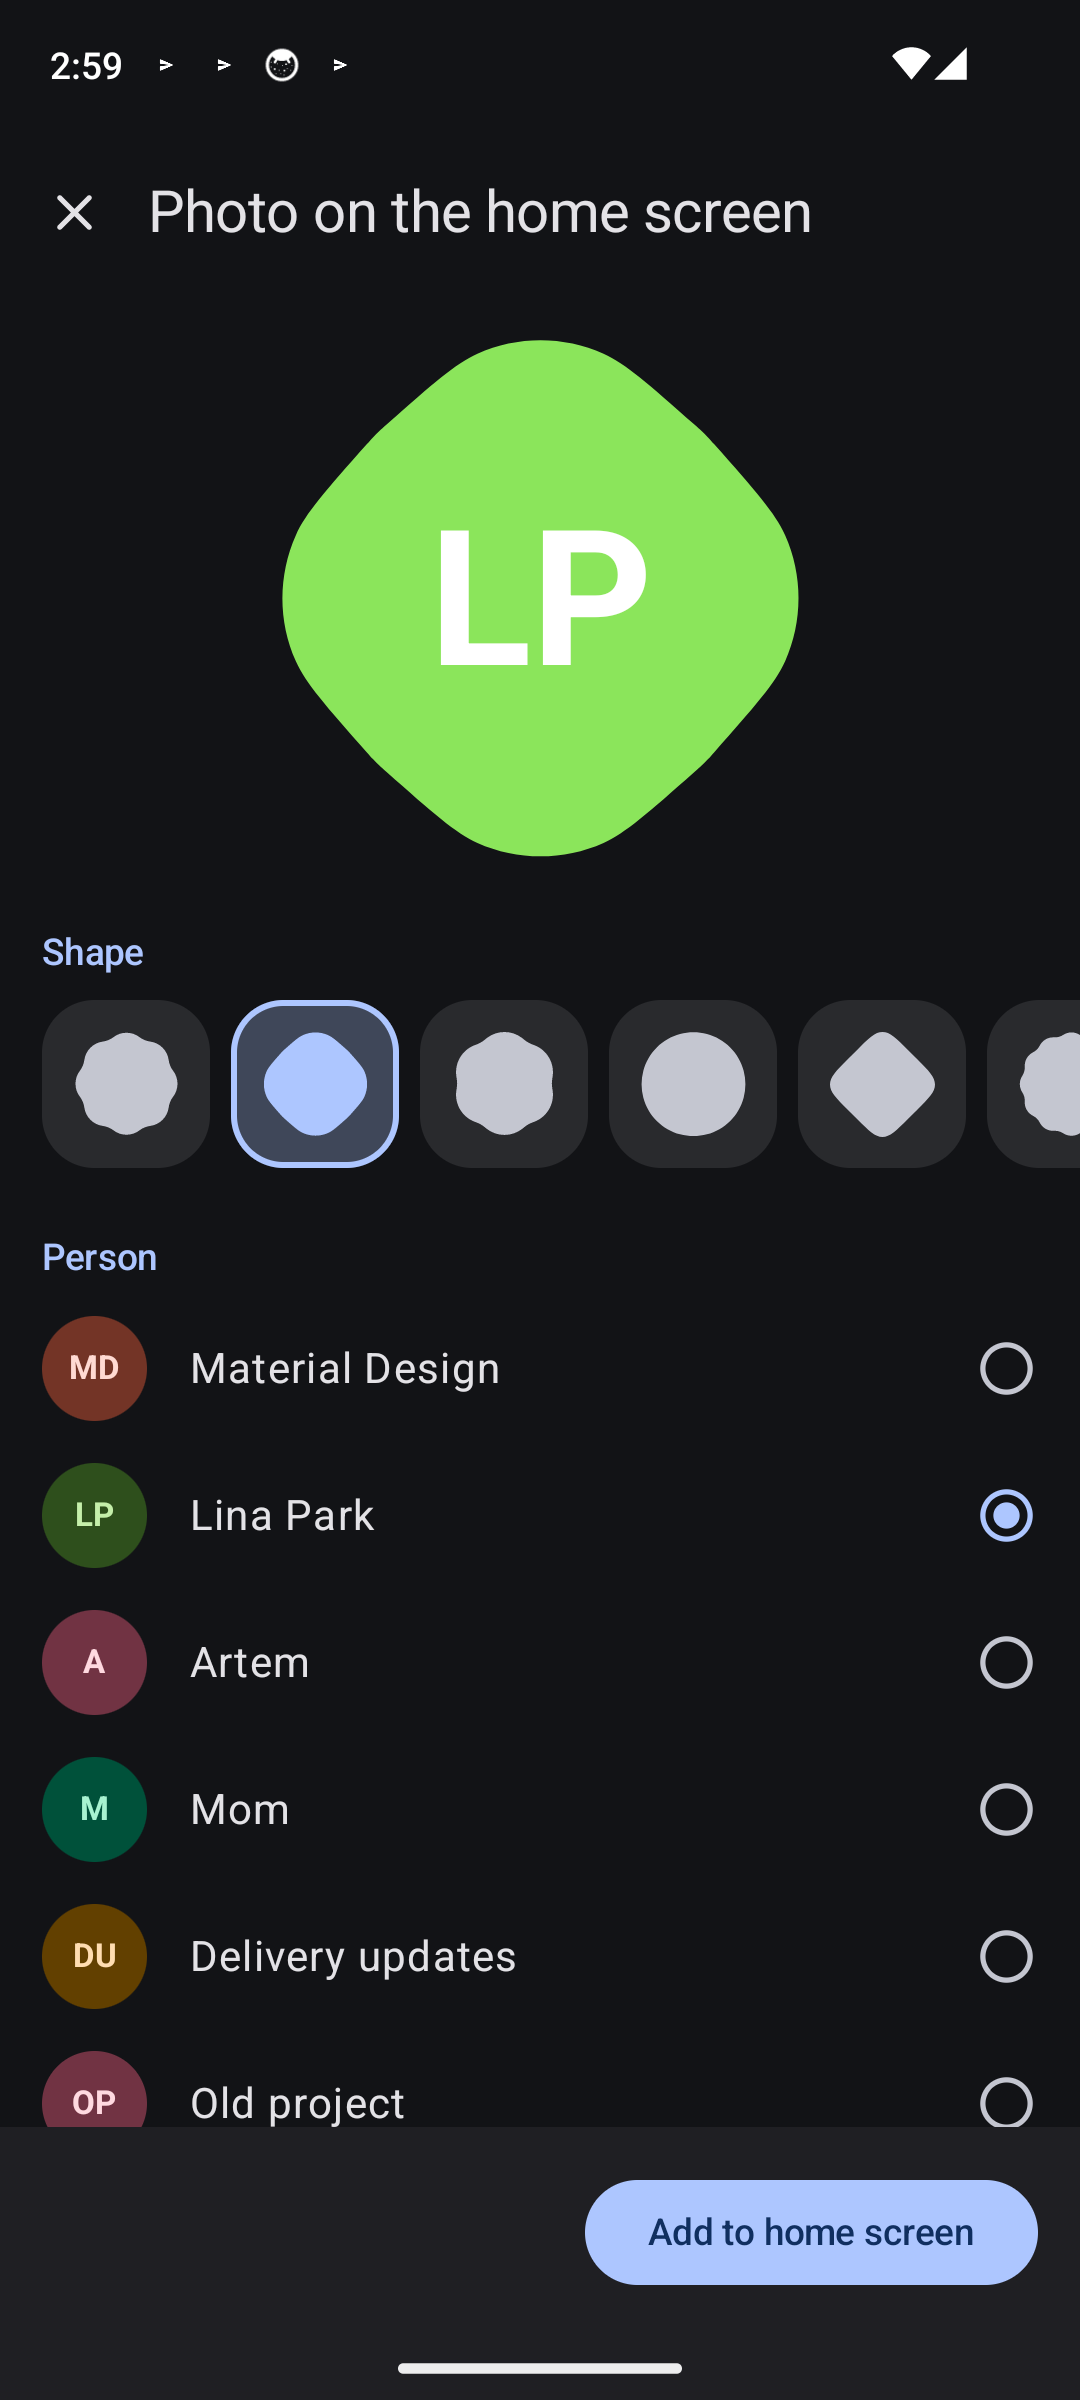 2:59
Photo on the home screen
LP
Shape
Person
MD Material Design
LP Lina Park
A Artem
M Mom
DU Delivery updates
OP Old project
Add to home screen